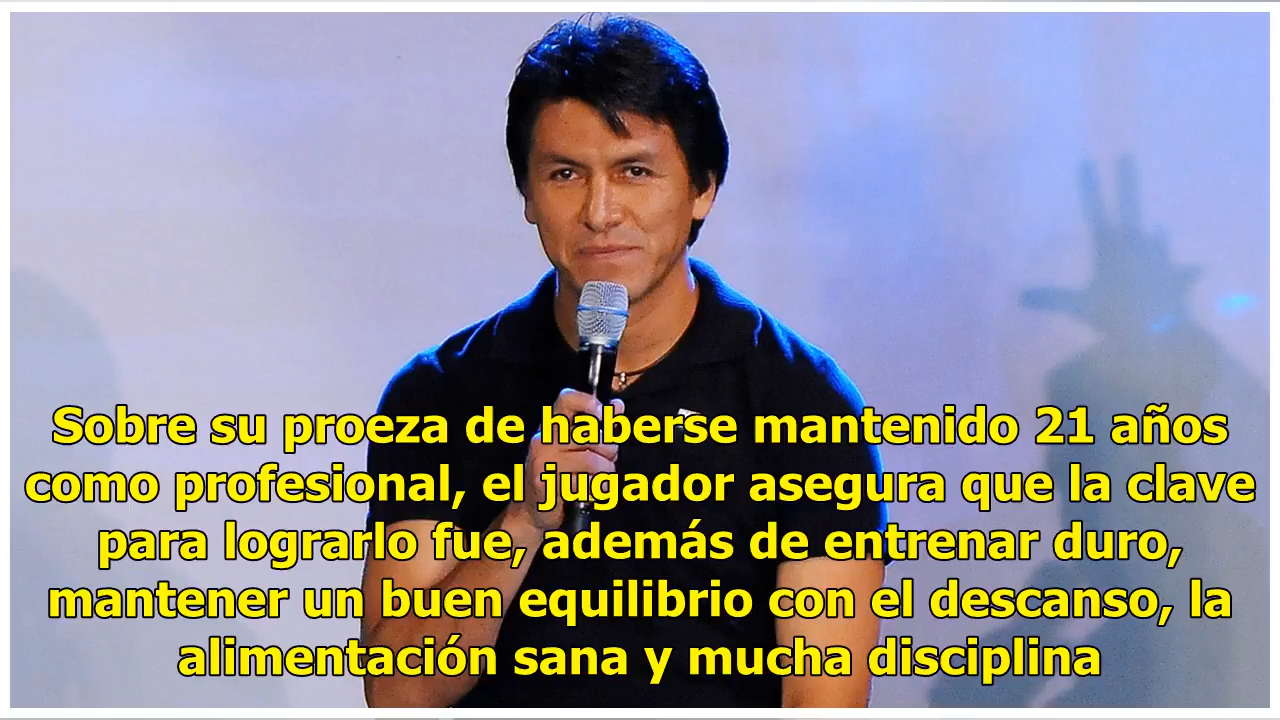 Sobre su proeza de haberse mantenido 21 años
como profesional, el jugador asegura que la clave
para lograrlo fue, además de entrenar duro,
mantener un buen equilibrio con el descanso, la
alimentación sana y mucha disciplina